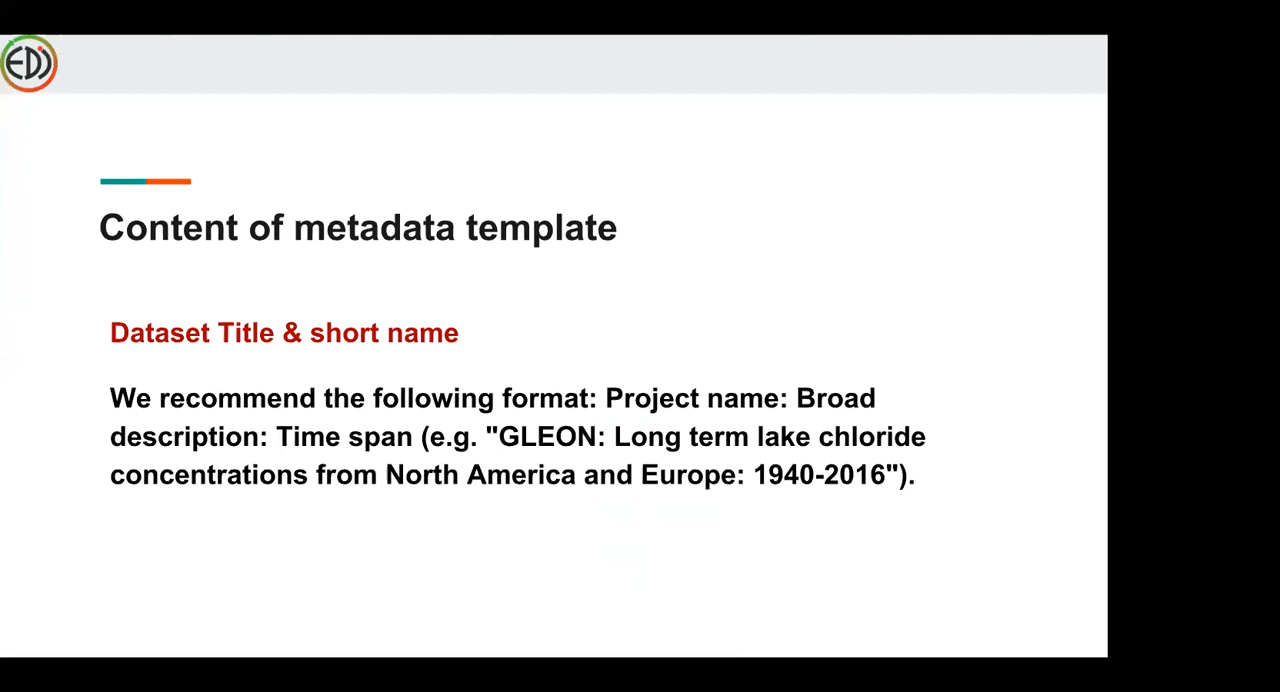 EDI
Content of metadata template
Dataset Title & short name
We recommend the following format: Project name: Broad
description: Time span (e.g. "GLEON: Long term lake chloride
concentrations from North America and Europe: 1940-2016").